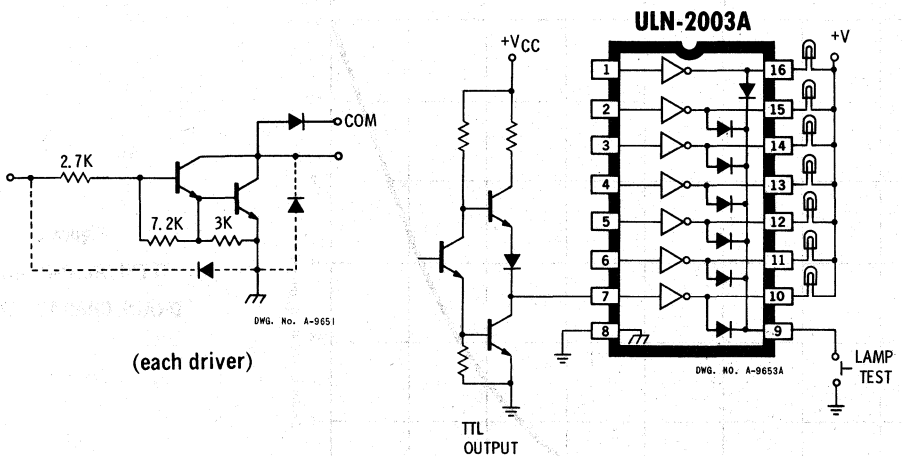 ULN-2003A
+VCC
+V
1
16
2
15
3
14
4
13
5
12
6
11
7
10
8
9
LAMP
TEST
DWG. NO. A-9653A
TTL
OUTPUT
COM
2.7K
7.2K
3K
DWG. No. A-9651
(each driver)